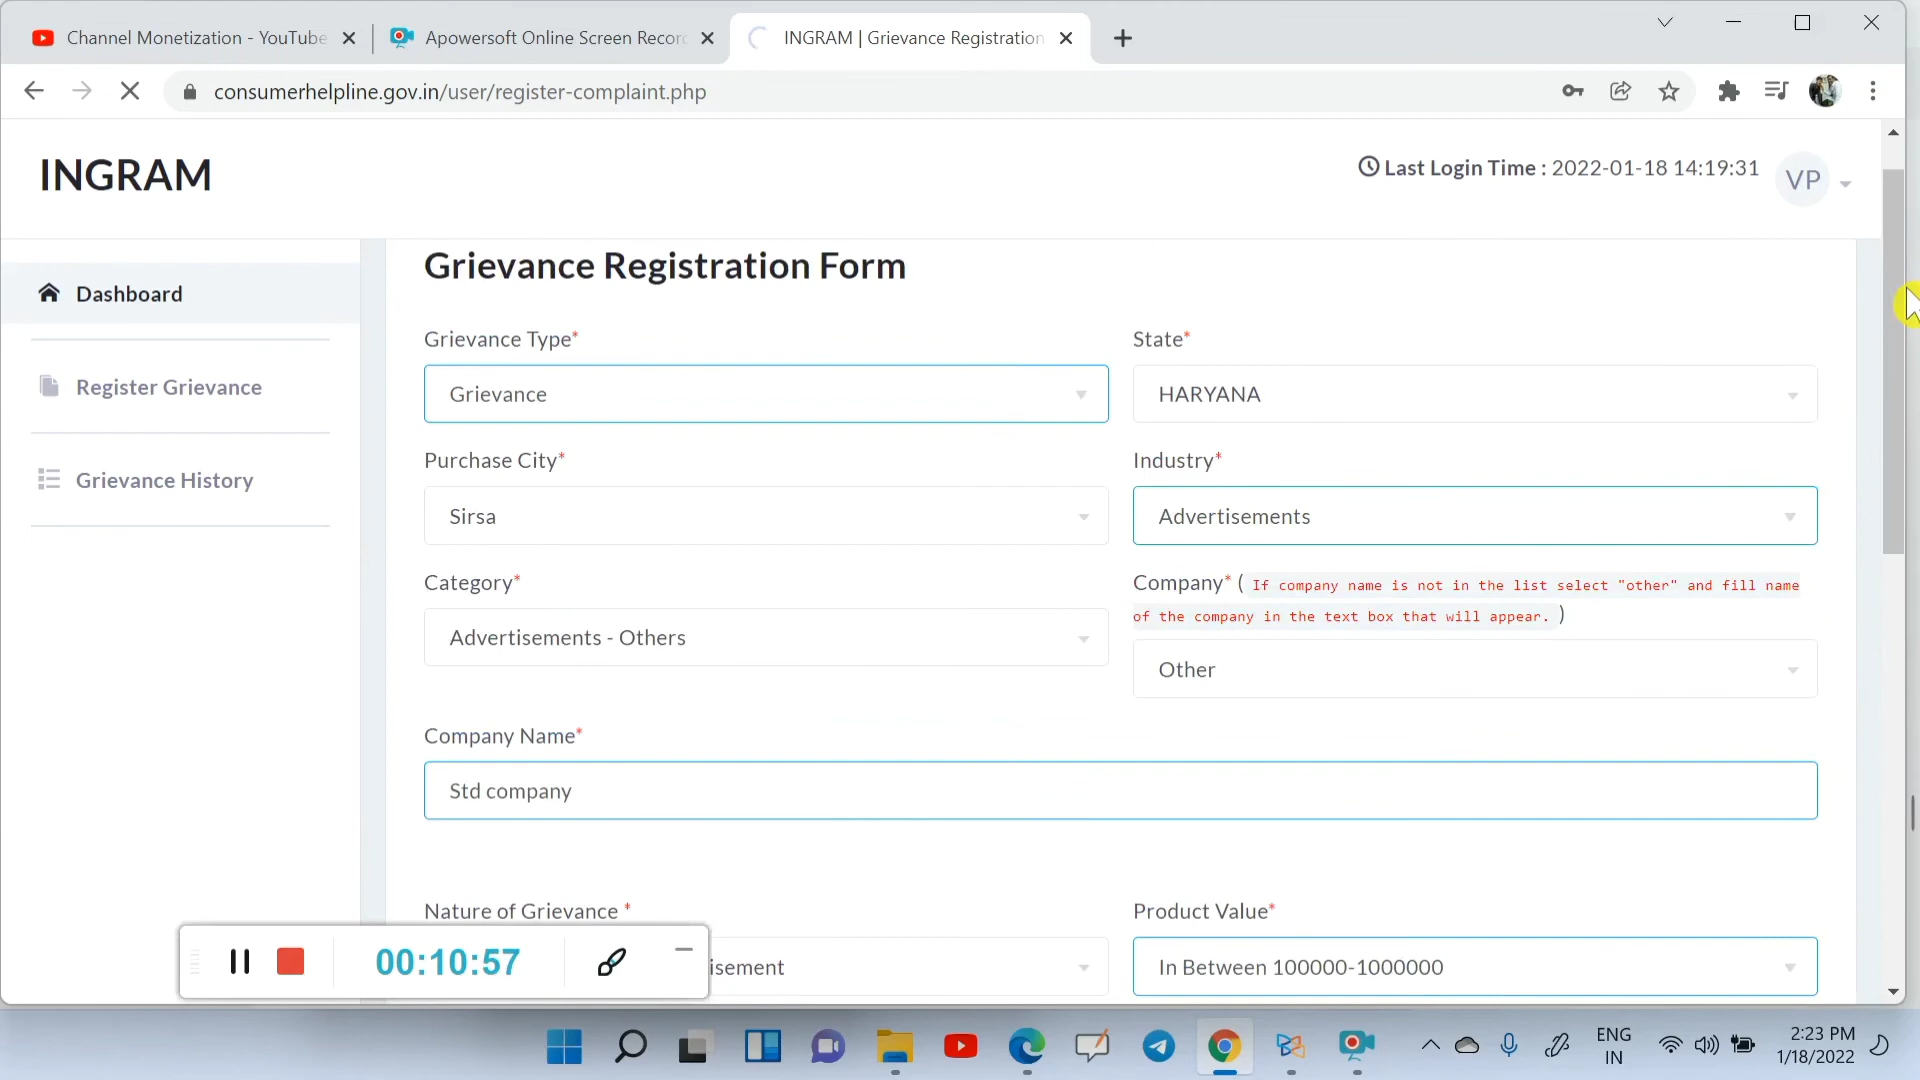 Channel Monetization - YouTube
Apowersoft Online Screen Recor
INGRAM | Grievance Registration
consumerhelpline.gov.in/user/register-complaint.php
INGRAM
Last Login Time : 2022-01-18 14:19:31
VP
Dashboard
Register Grievance
Grievance History
Grievance Registration Form
Grievance Type*
State*
Grievance
HARYANA
Purchase City*
Industry*
Sirsa
Advertisements
Category*
Company* ( If company name is not in the list select "other" and fill name
of the company in the text box that will appear. )
Advertisements - Others
Other
Company Name*
Std company
Nature of Grievance *
Product Value*
isement
In Between 100000-1000000
00:10:57
ENG
IN
2:23 PM
1/18/2022